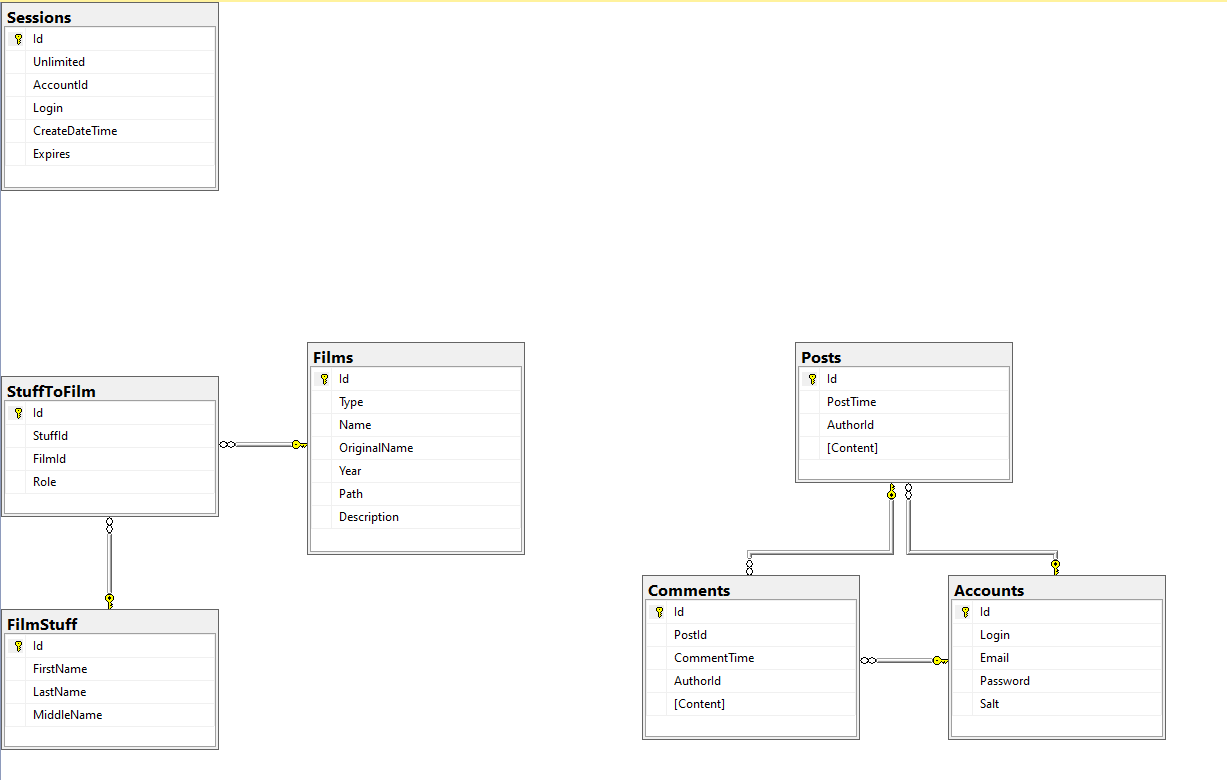 Sessions
Id
Unlimited
AccountId
Login
CreateDateTime
Expires
StuffToFilm
Id
StuffId
FilmId
Role
FilmStuff
Id
FirstName
LastName
MiddleName
Films
Id
Type
Name
OriginalName
Year
Path
Description
Posts
Id
PostTime
AuthorId
[Content]
Comments
Id
PostId
CommentTime
AuthorId
[Content]
Accounts
Id
Login
Email
Password
Salt